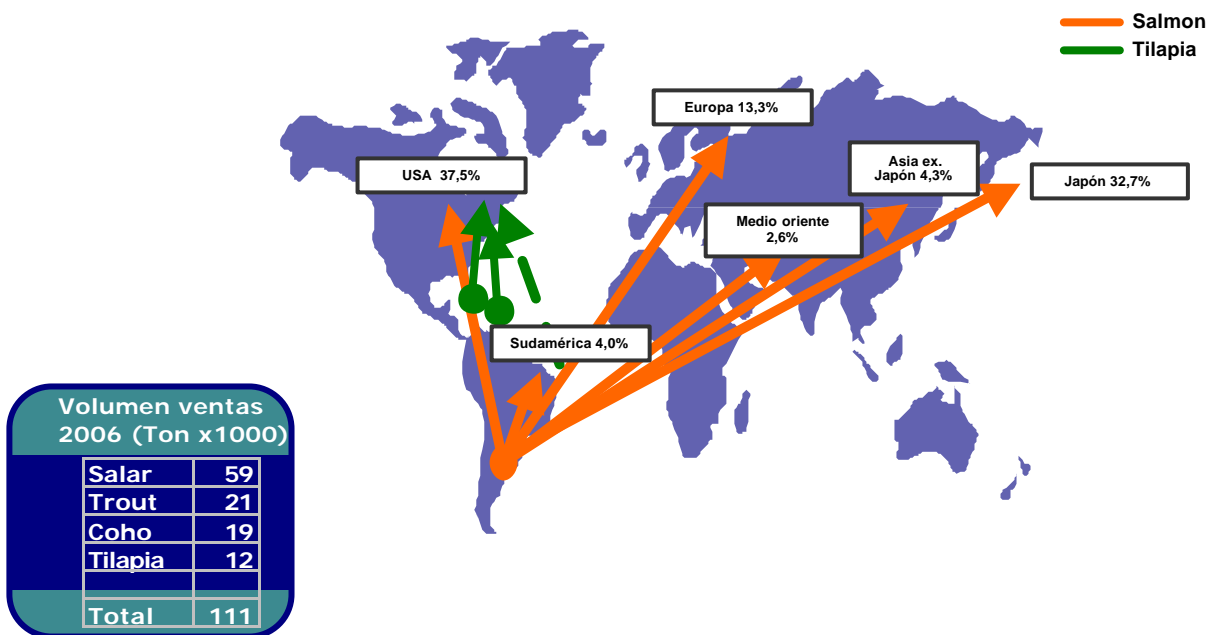 Salmon
Tilapia
Europa 13,3%
USA 37,5%
Asia ex.
Japón 4,3%
Japón 32,7%
Medio oriente
2,6%
Sudamérica 4,0%
Volumen ventas
2006 (Ton x1000)
Salar 59
Trout 21
Coho 19
Tilapia 12
Total 111